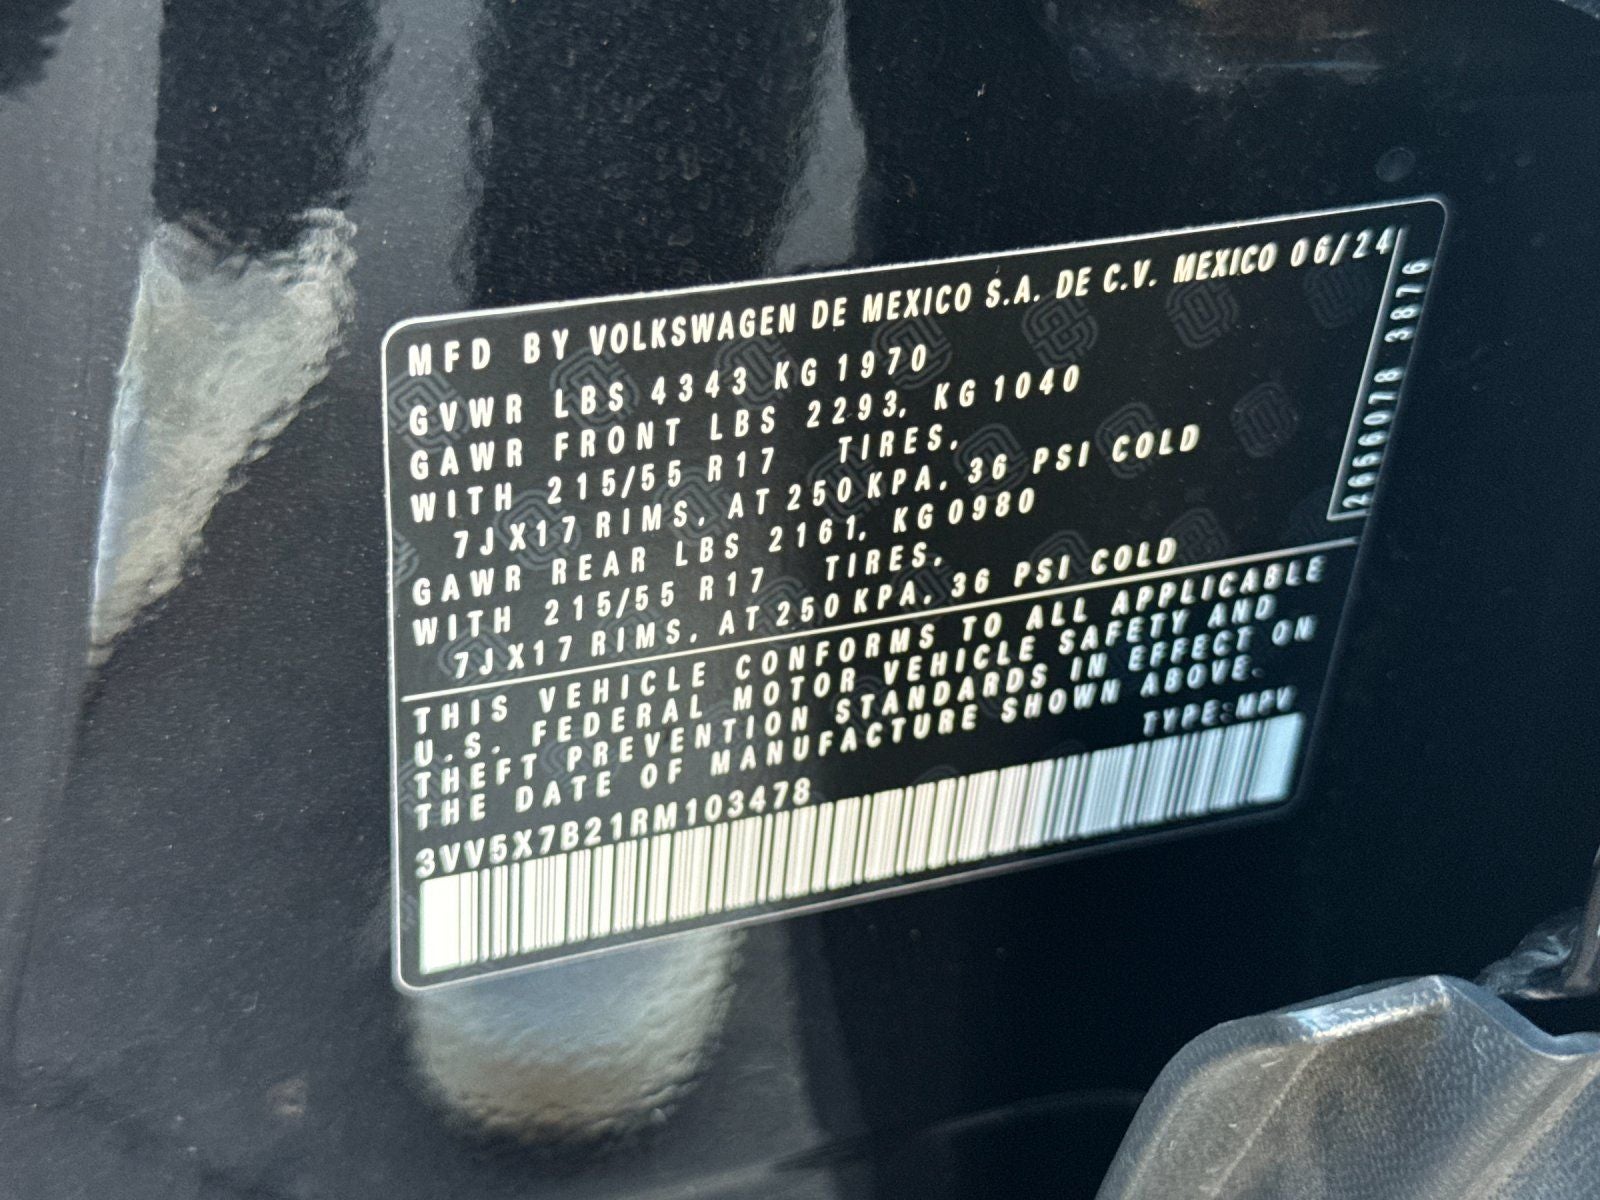 MFD BY VOLKSWAGEN DE MEXICO S.A. DE C.V. MEXICO 06/24
GVWR LBS 4343 KG 1970
GAWR FRONT LBS 2293, KG 1040
WITH 215/55 R17 TIRES,
7JX17 RIMS, AT 250 KPA, 36 PSI COLD
GAWR REAR LBS 2161, KG 0980
WITH 215/55 R17 TIRES,
7JX17 RIMS, AT 250 KPA, 36 PSI COLD
THIS VEHICLE CONFORMS TO ALL APPLICABLE
U.S. FEDERAL MOTOR VEHICLE SAFETY AND
THEFT PREVENTION STANDARDS IN EFFECT ON
THE DATE OF MANUFACTURE SHOWN ABOVE.
TYPE:MPV
3VV5X7B21RM103478
2666078 3876